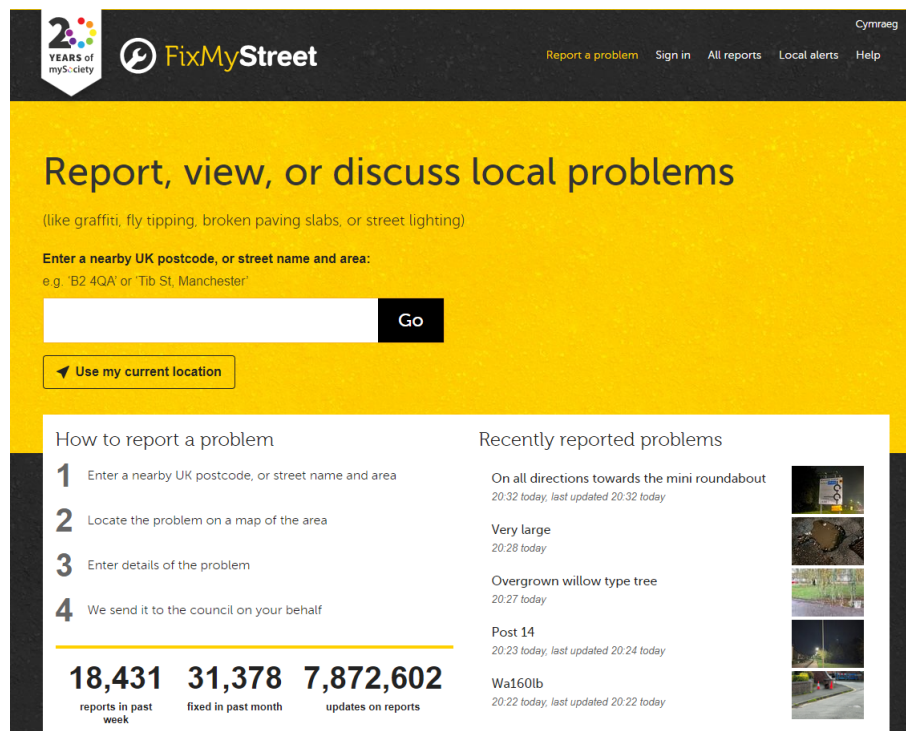 20
YEARS of
mySociety
FixMyStreet
Cymraeg
Report a problem Sign in All reports Local alerts Help
Report, view, or discuss local problems
(like graffiti, fly tipping, broken paving slabs, or street lighting)
Enter a nearby UK postcode, or street name and area:
e.g. 'B2 4QA' or 'Tib St, Manchester'
Go
Use my current location
How to report a problem
1 Enter a nearby UK postcode, or street name and area
2 Locate the problem on a map of the area
3 Enter details of the problem
4 We send it to the council on your behalf
18,431 31,378 7,872,602
reports in past fixed in past month updates on reports
week
Recently reported problems
On all directions towards the mini roundabout
20:32 today, last updated 20:32 today
Very large
20:28 today
Overgrown willow type tree
20:27 today
Post 14
20:23 today, last updated 20:24 today
Wa160lb
20:22 today, last updated 20:22 today